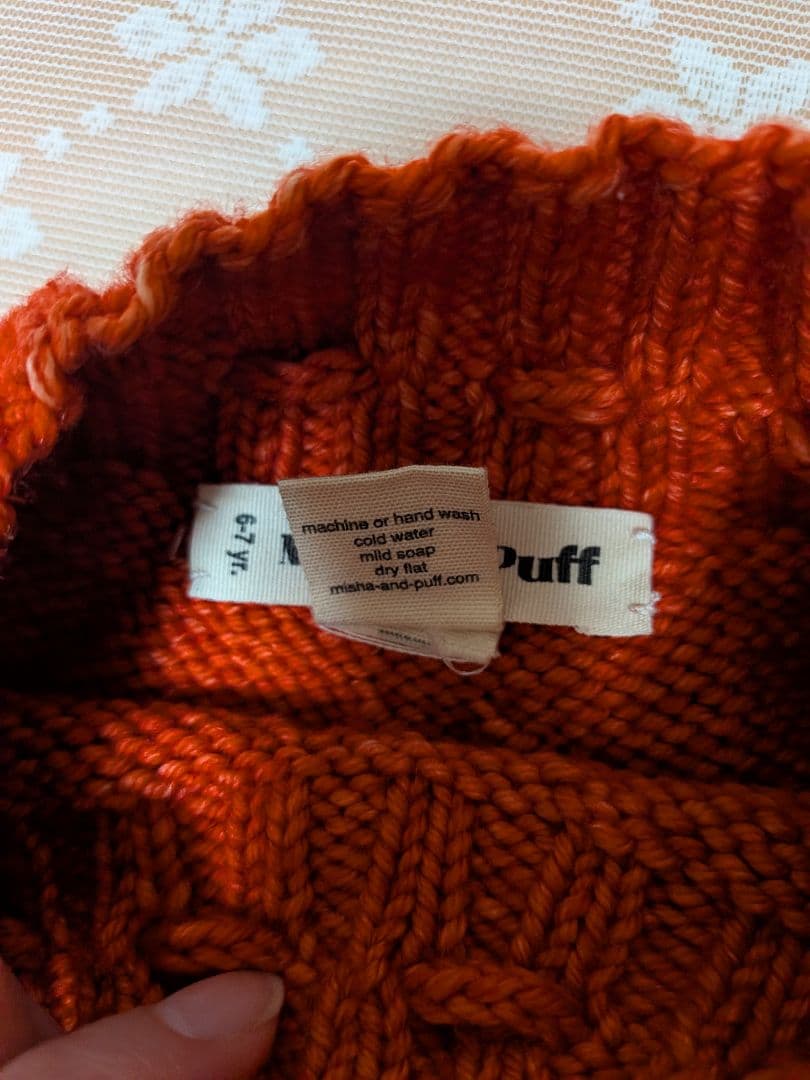 6-7 yr.
machine or hand wash
cold water
mild soap
dry flat
misha-and-puff.com
Puff